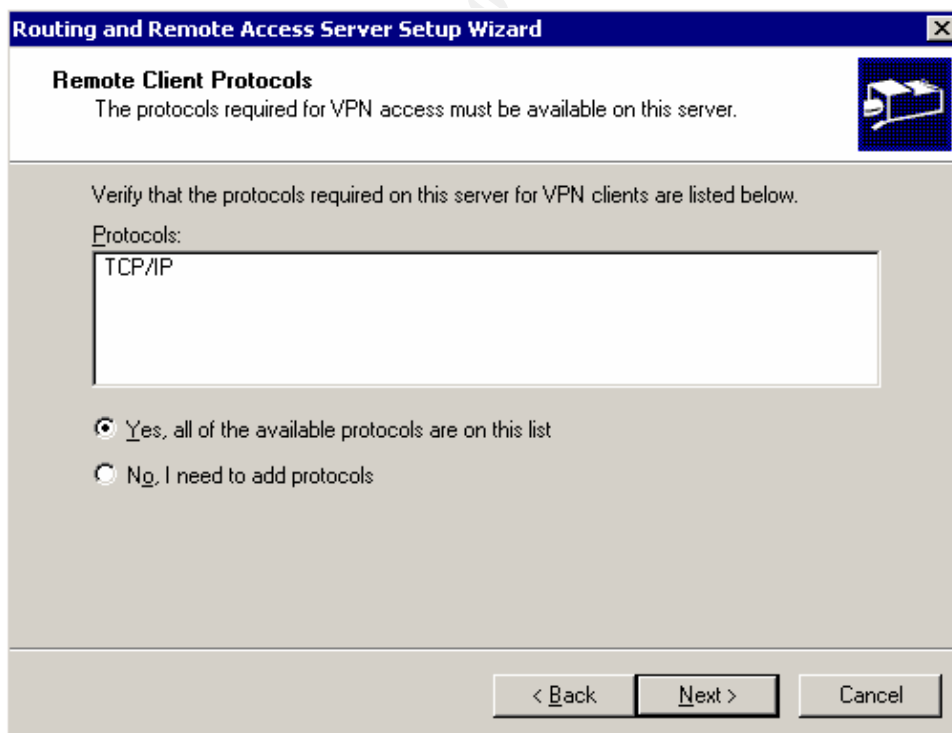 Routing and Remote Access Server Setup Wizard
Remote Client Protocols
The protocols required for VPN access must be available on this server.
Verify that the protocols required on this server for VPN clients are listed below.
Protocols:
TCP/IP
Yes, all of the available protocols are on this list
No, I need to add protocols
< Back
Next >
Cancel